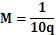 M = 1/10q